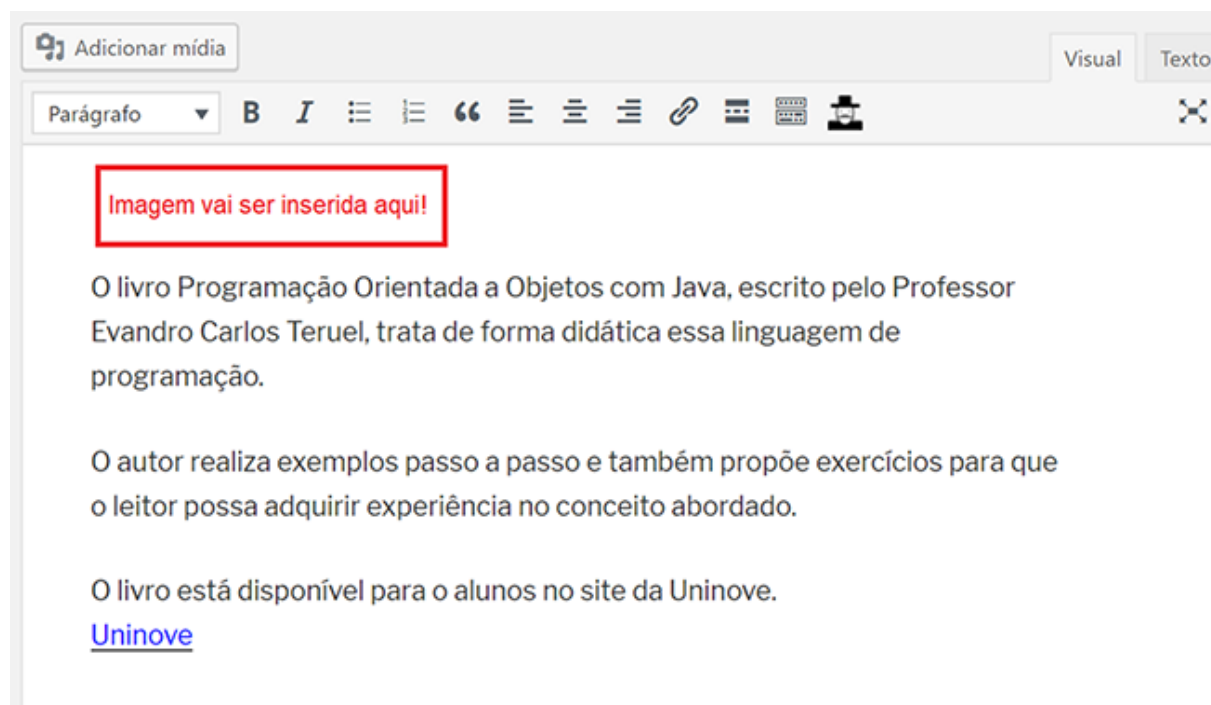 Adicionar mídia
Visual Texto
Parágrafo
Imagem vai ser inserida aqui!
O livro Programação Orientada a Objetos com Java, escrito pelo Professor
Evandro Carlos Teruel, trata de forma didática essa linguagem de
programação.
O autor realiza exemplos passo a passo e também propõe exercícios para que
o leitor possa adquirir experiência no conceito abordado.
O livro está disponível para o alunos no site da Uninove.
Uninove